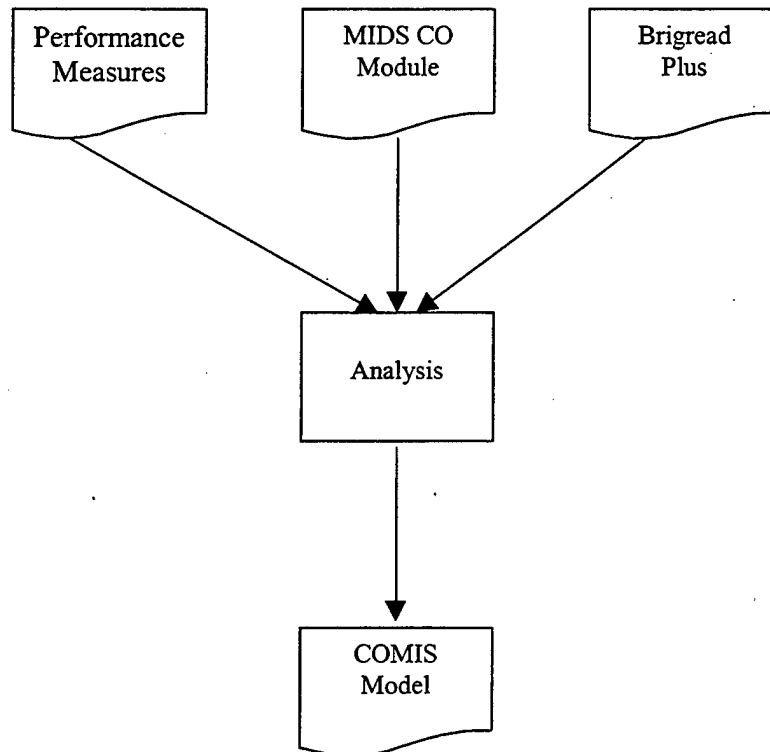 Performance
Measures
MIDS CO
Module
Brigread
Plus
Analysis
COMIS
Model